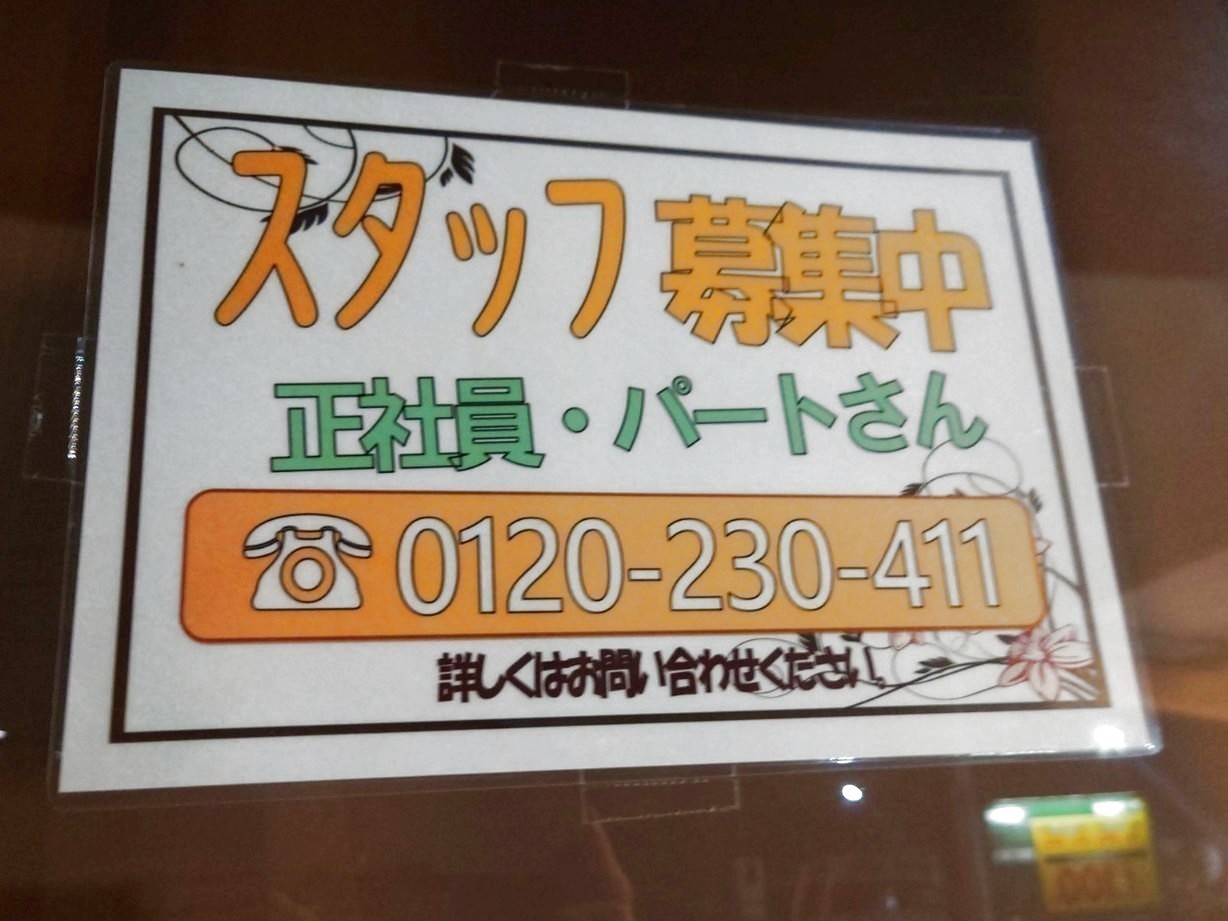 スタッフ募集中
正社員・パートさん
0120-230-411
詳しくはお問い合わせください。